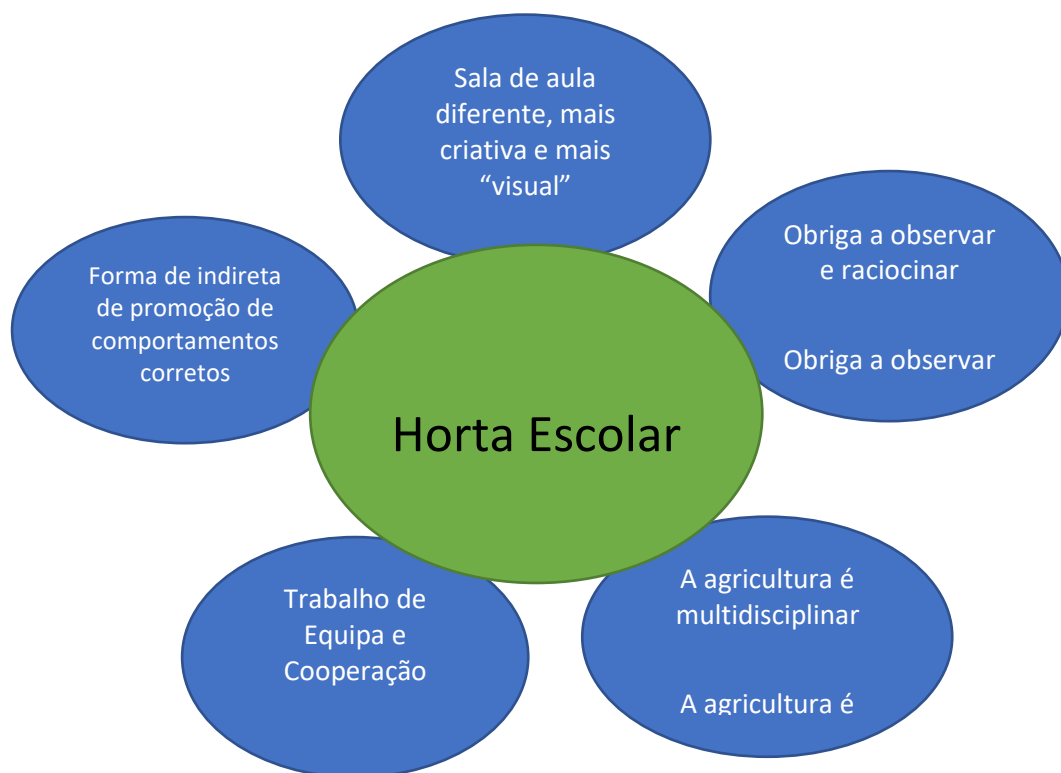 Sala de aula
diferente, mais
criativa e mais
“visual”
Obriga a observar
e raciocinar
Obriga a observar
Forma de indireta
de promoção de
comportamentos
corretos
Horta Escolar
A agricultura é
multidisciplinar
A agricultura é
Trabalho de
Equipa e
Cooperação